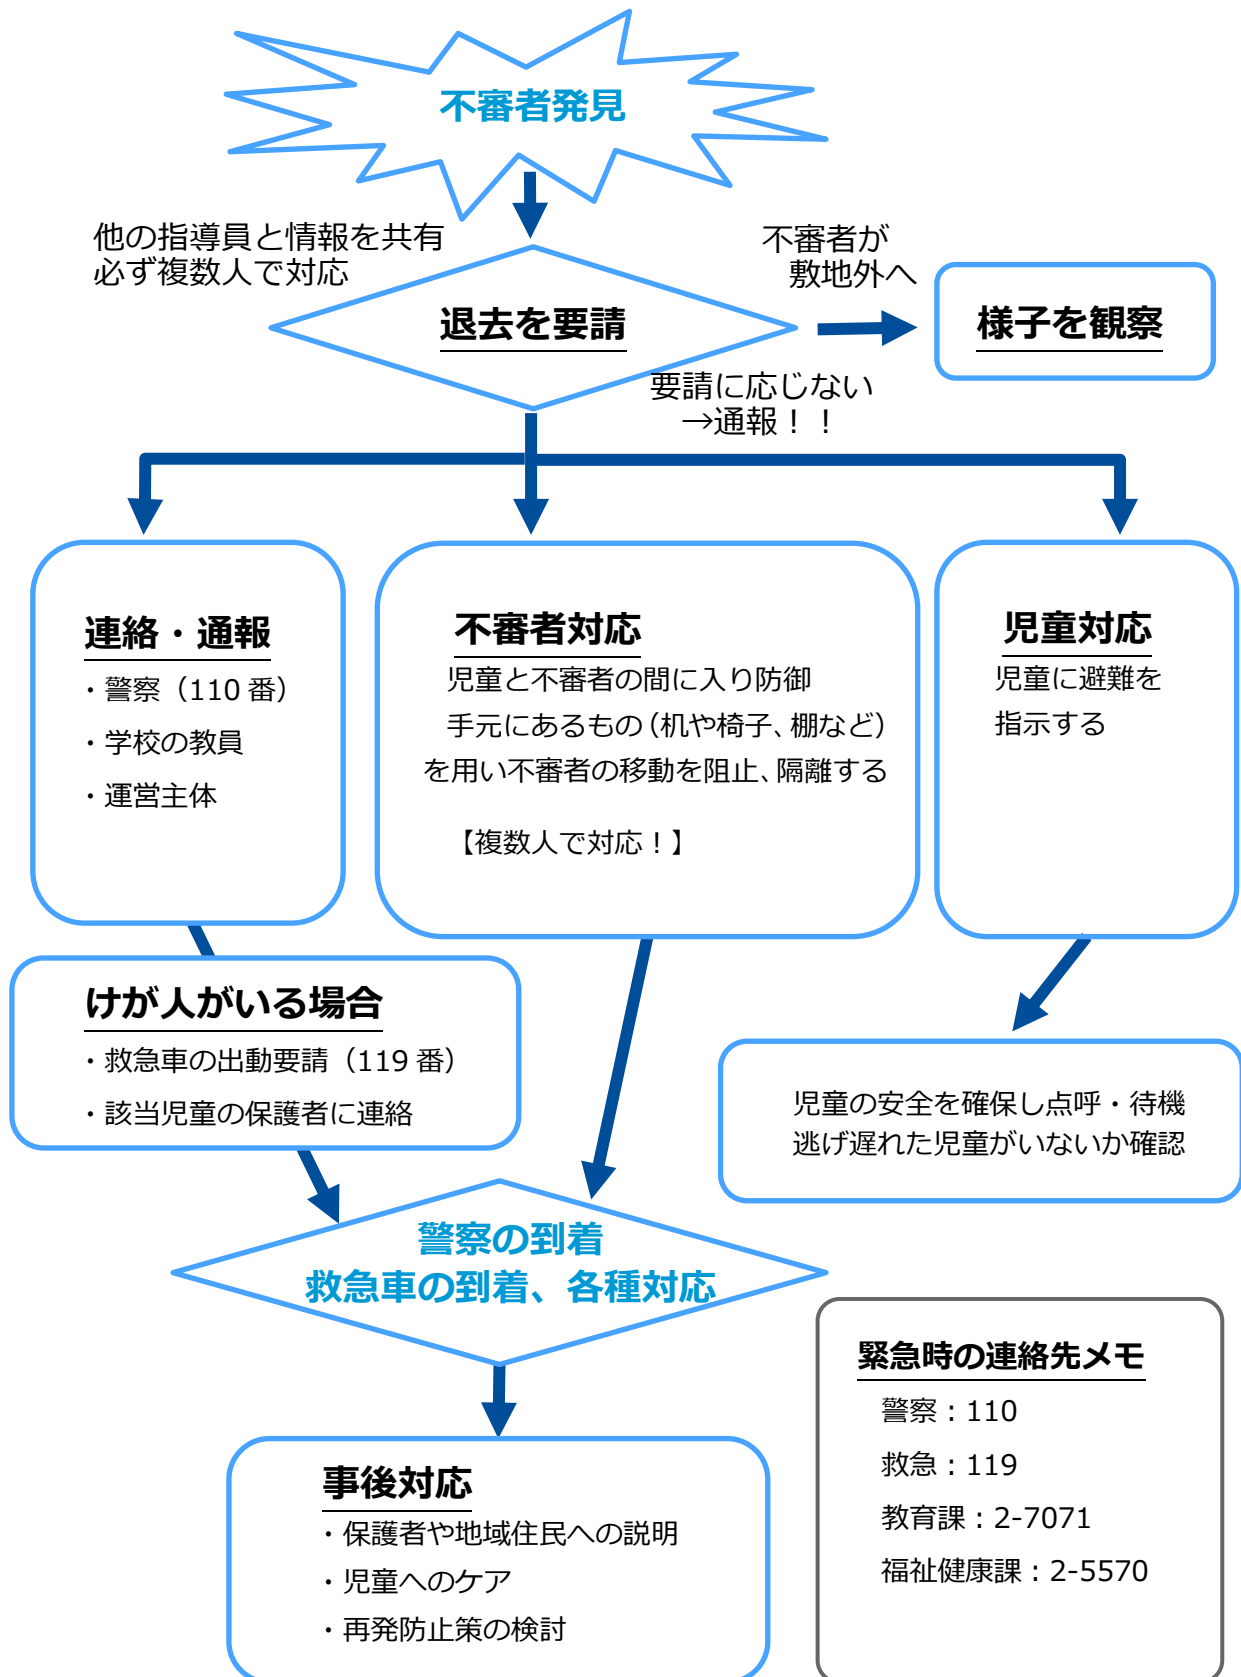 不審者発見
他の指導員と情報を共有
必ず複数人で対応
不審者が
敷地外へ
退去を要請
様子を観察
要請に応じない
→通報！！
連絡・通報
・警察（110 番）
・学校の教員
・運営主体
不審者対応
児童と不審者の間に入り防御
手元にあるもの（机や椅子、棚など）
を用い不審者の移動を阻止、隔離する
【複数人で対応！】
児童対応
児童に避難を
指示する
けが人がいる場合
・救急車の出動要請（119 番）
・該当児童の保護者に連絡
児童の安全を確保し点呼・待機
逃げ遅れた児童がいないか確認
警察の到着
救急車の到着、各種対応
事後対応
・保護者や地域住民への説明
・児童へのケア
・再発防止策の検討
緊急時の連絡先メモ
警察：110
救急：119
教育課：2-7071
福祉健康課：2-5570